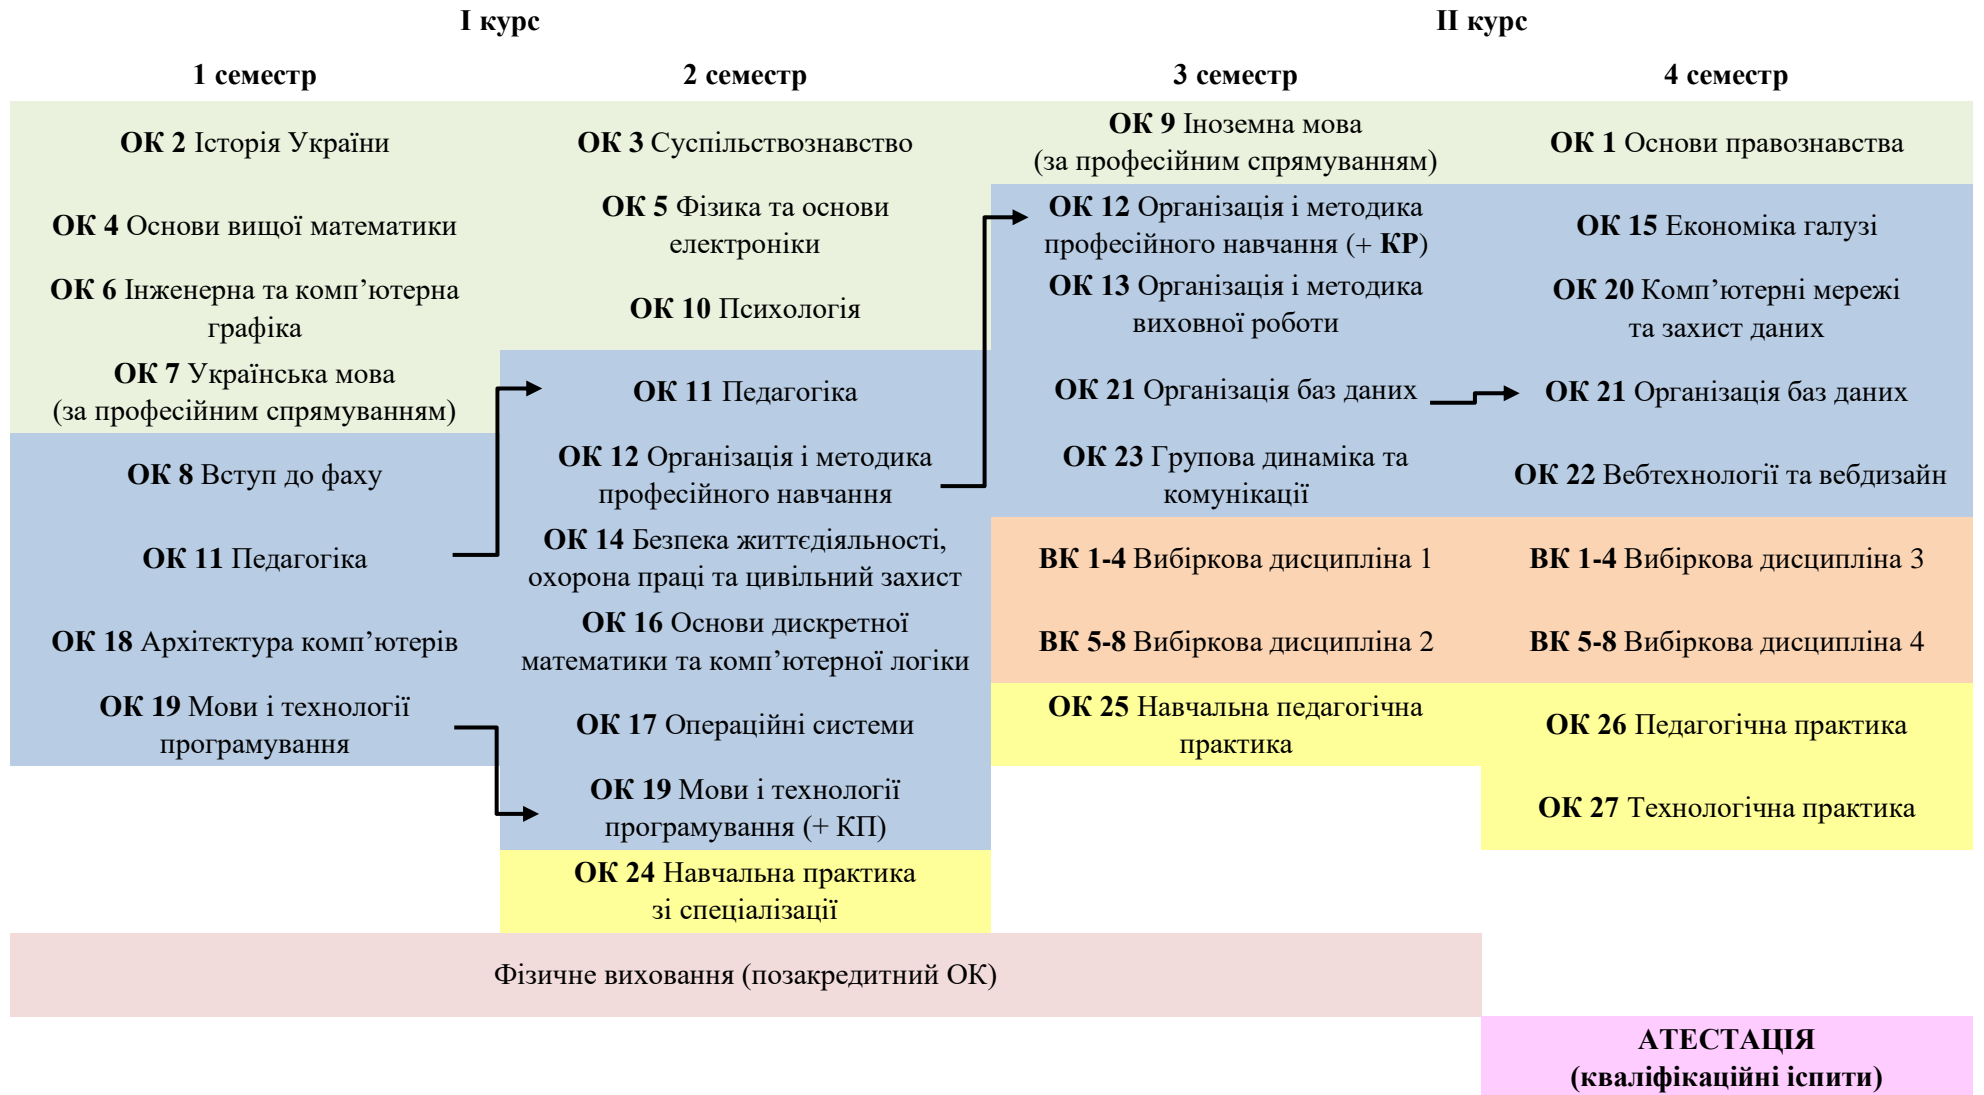 І курс
ІІ курс
1 семестр
2 семестр
3 семестр
4 семестр
ОК 2 Історія України
ОК 3 Суспільствознавство
ОК 9 Іноземна мова
(за професійним спрямуванням)
ОК 1 Основи правознавства
ОК 4 Основи вищої математики
ОК 5 Фізика та основи
електроніки
ОК 12 Організація і методика
професійного навчання (+ КР)
ОК 15 Економіка галузі
ОК 6 Інженерна та комп’ютерна
графіка
ОК 10 Психологія
ОК 13 Організація і методика
виховної роботи
ОК 20 Комп’ютерні мережі
та захист даних
ОК 7 Українська мова
(за професійним спрямуванням)
ОК 11 Педагогіка
ОК 21 Організація баз даних
ОК 21 Організація баз даних
ОК 8 Вступ до фаху
ОК 12 Організація і методика
професійного навчання
ОК 23 Групова динаміка та
комунікації
ОК 22 Вебтехнології та вебдизайн
ОК 11 Педагогіка
ОК 14 Безпека життєдіяльності,
охорона праці та цивільний захист
ВК 1-4 Вибіркова дисципліна 1
ВК 1-4 Вибіркова дисципліна 3
ОК 18 Архітектура комп’ютерів
ОК 16 Основи дискретної
математики та комп’ютерної логіки
ВК 5-8 Вибіркова дисципліна 2
ВК 5-8 Вибіркова дисципліна 4
ОК 19 Мови і технології
програмування
ОК 17 Операційні системи
ОК 25 Навчальна педагогічна
практика
ОК 26 Педагогічна практика
ОК 19 Мови і технології
програмування (+ КП)
ОК 27 Технологічна практика
ОК 24 Навчальна практика
зі спеціалізації
Фізичне виховання (позакредитний ОК)
АТЕСТАЦІЯ
(кваліфікаційні іспити)